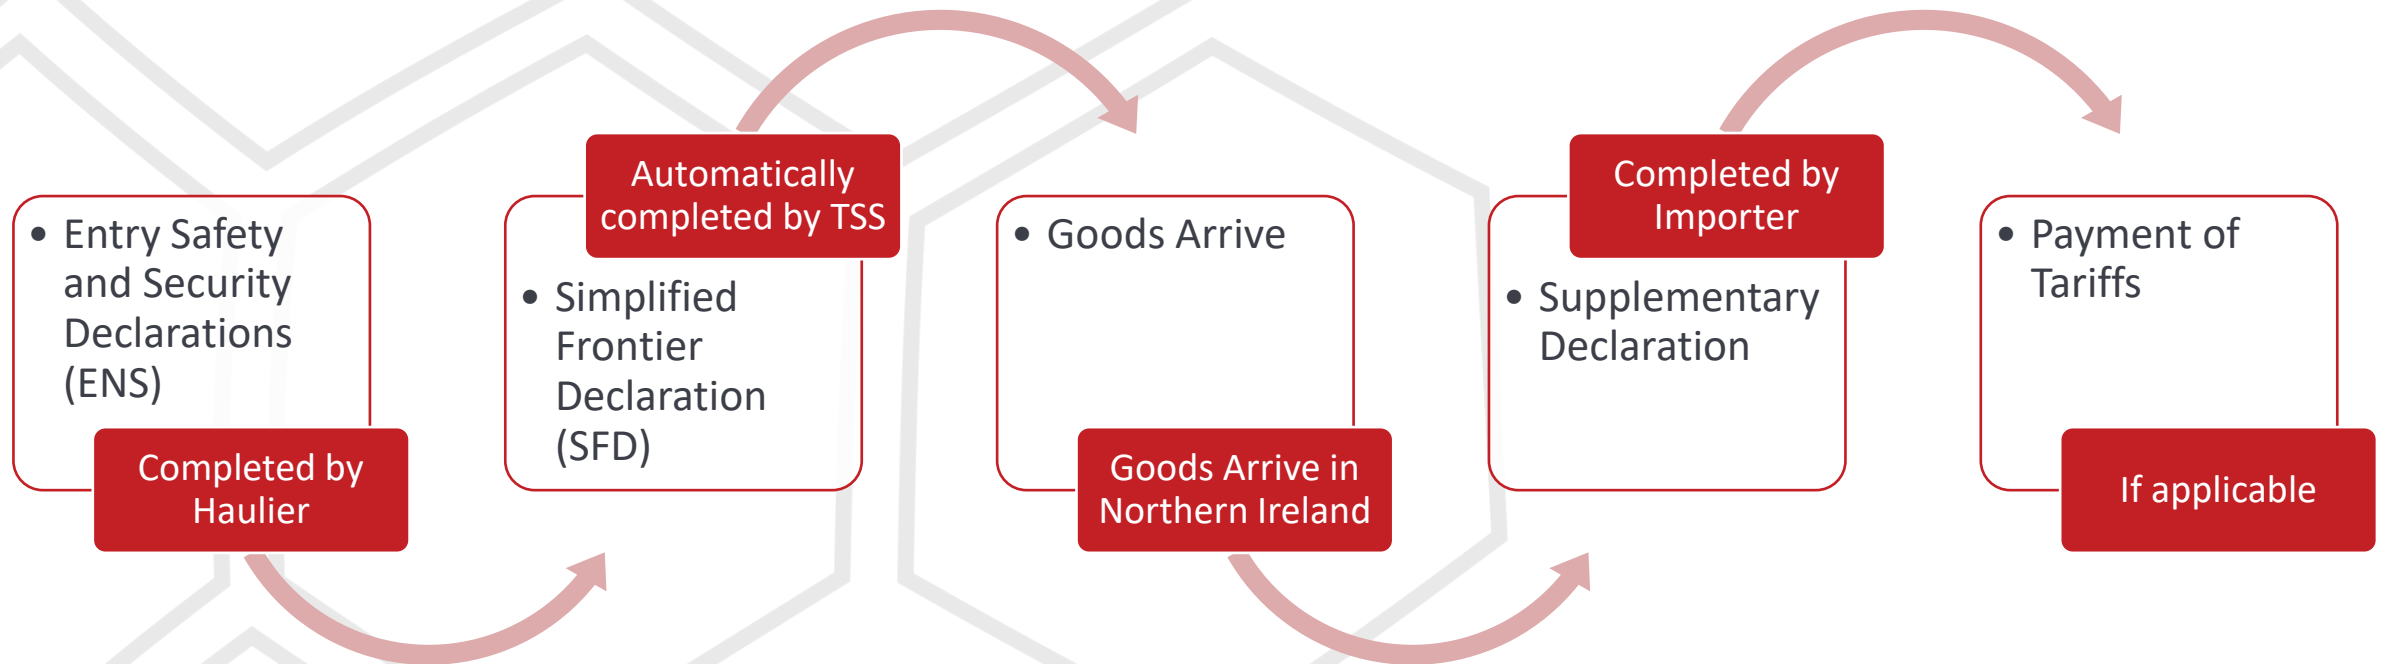 • Entry Safety
and Security
Declarations
(ENS)
Completed by
Haulier
Automatically
completed by TSS
• Simplified
Frontier
Declaration
(SFD)
• Goods Arrive
Goods Arrive in
Northern Ireland
Completed by
Importer
• Supplementary
Declaration
• Payment of
Tariffs
If applicable